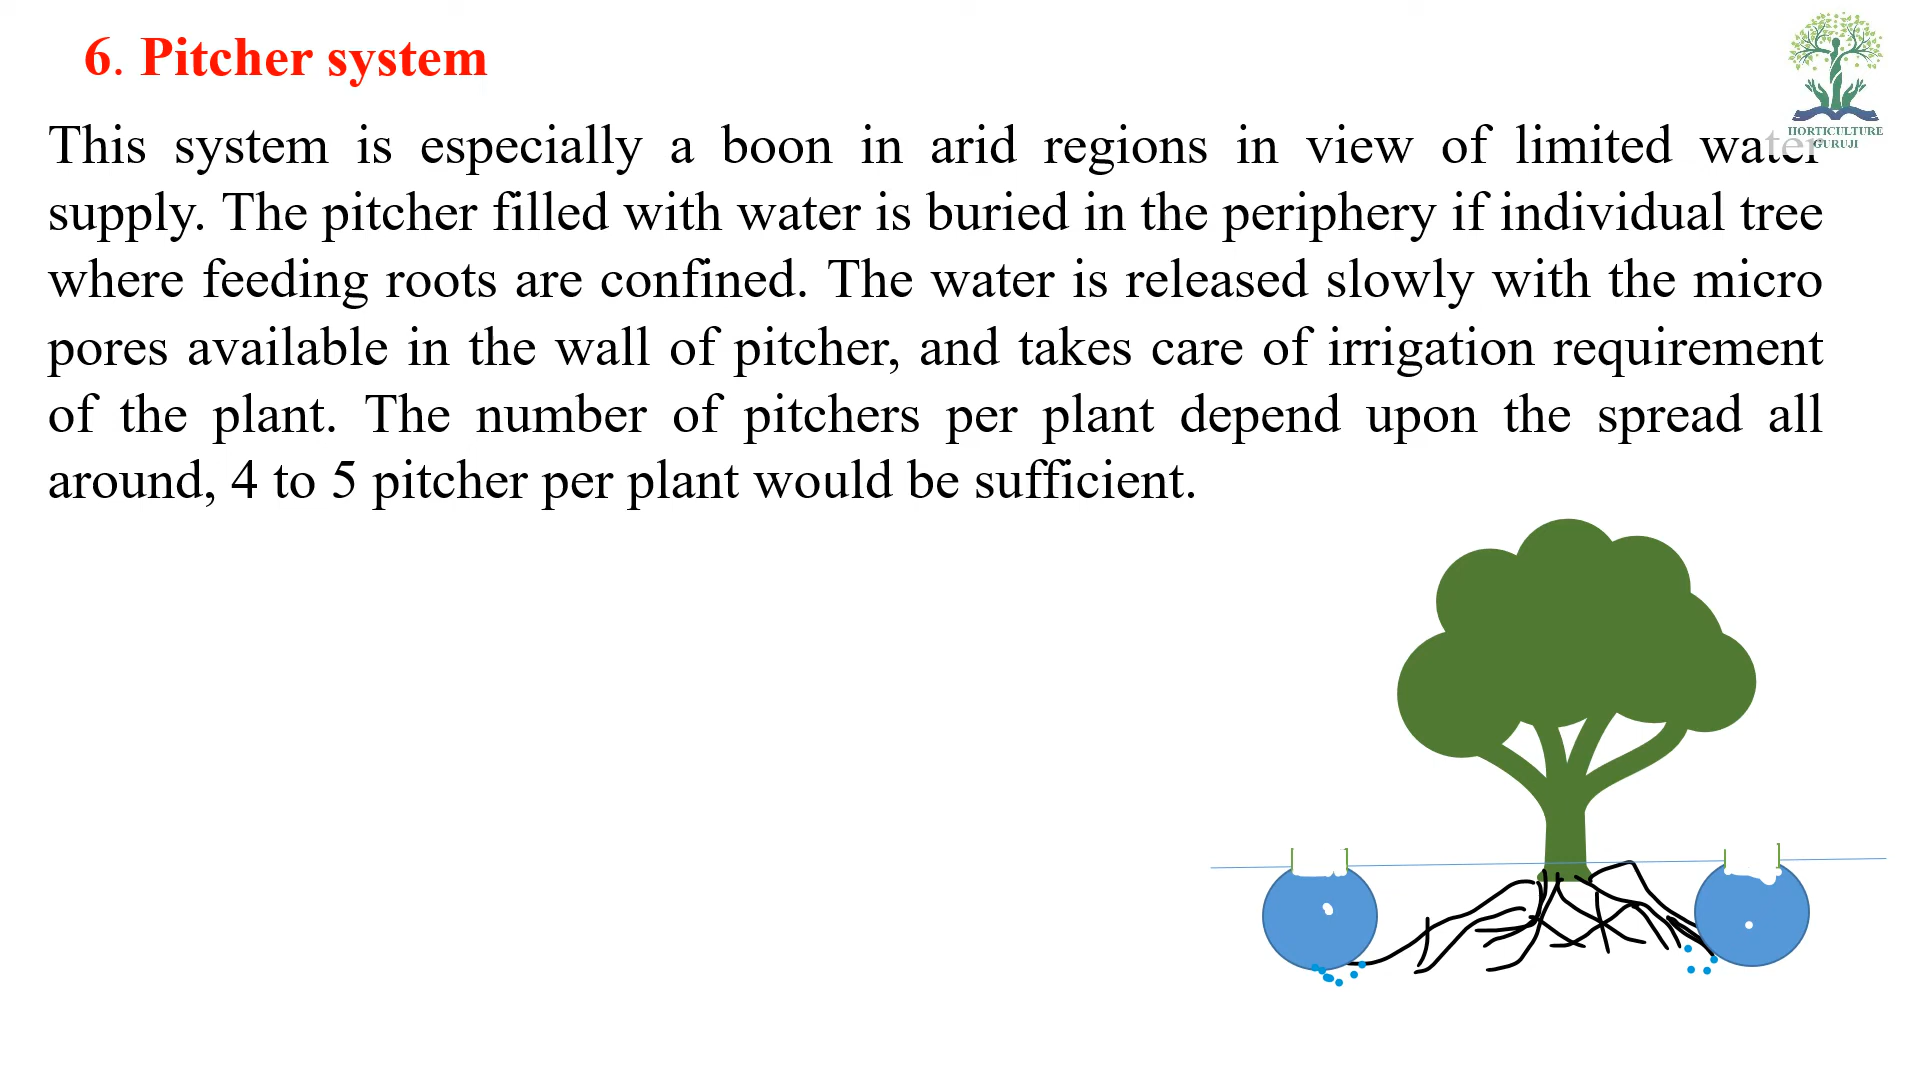 6. Pitcher system
HORTICULTURE
GURUJI
This system is especially a boon in arid regions in view of limited water
supply. The pitcher filled with water is buried in the periphery if individual tree
where feeding roots are confined. The water is released slowly with the micro
pores available in the wall of pitcher, and takes care of irrigation requirement
of the plant. The number of pitchers per plant depend upon the spread all
around, 4 to 5 pitcher per plant would be sufficient.